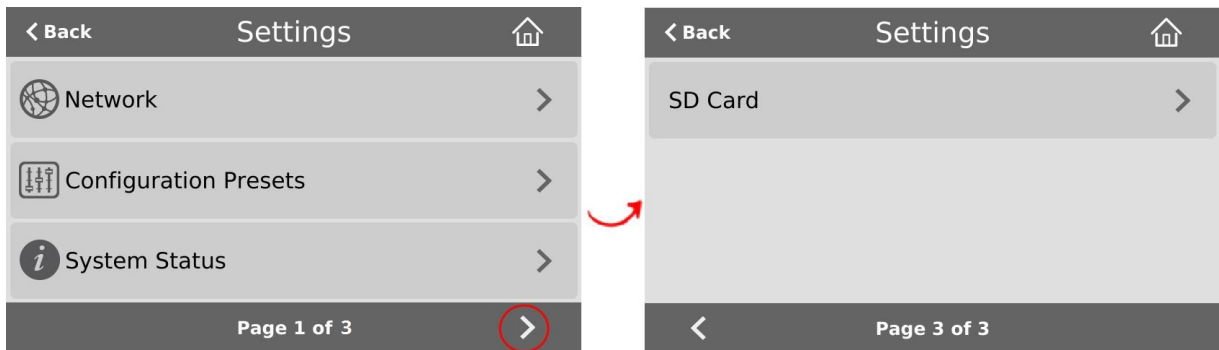 Back Settings
Network
Configuration Presets
i System Status
Page 1 of 3
Back Settings
SD Card
Page 3 of 3